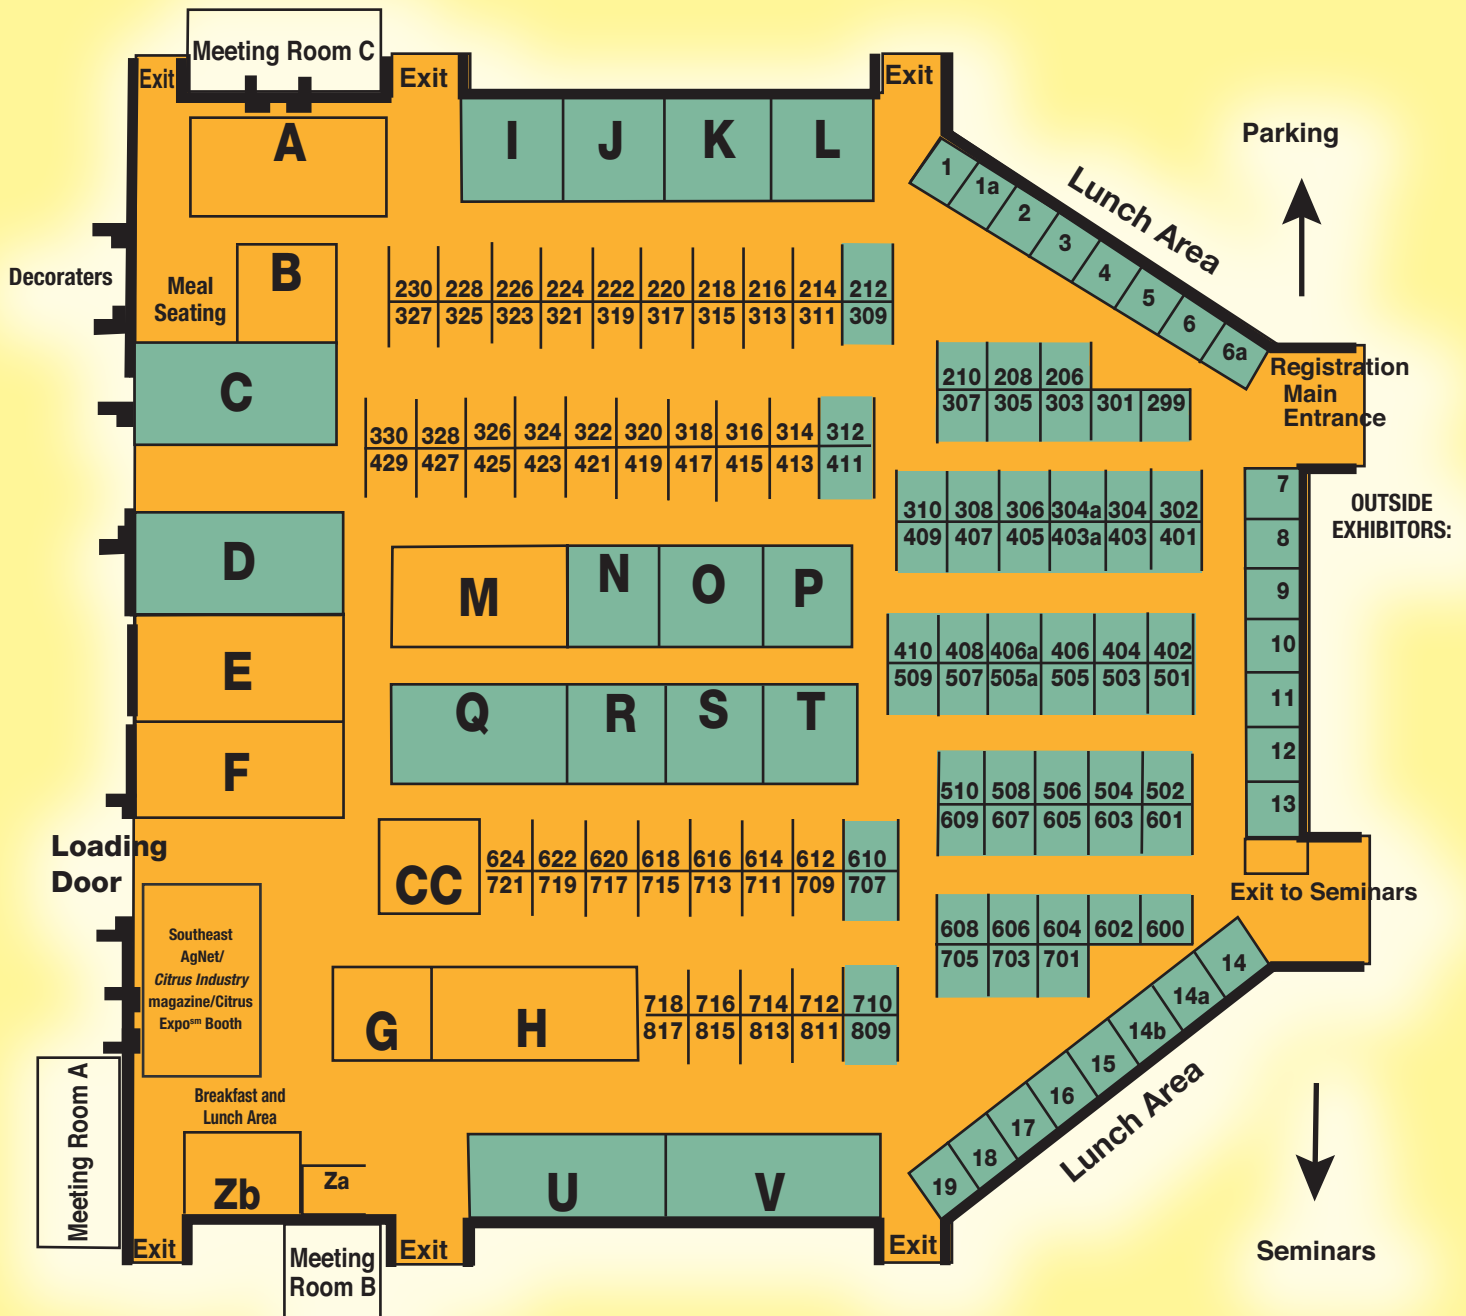 Meeting Room C
Exit
Exit
Exit
A
I
J
K
L
Parking
1
1a
2
3
4
5
6
6a
Lunch Area
Decoraters
Meal
Seating
B
230 228 226 224 222 220 218 216 214 212
327 325 323 321 319 317 315 313 311 309
C
210 208 206
307 305 303 301 299
Registration
Main
Entrance
330 328 326 324 322 320 318 316 314 312
429 427 425 423 421 419 417 415 413 411
310 308 306 304a 304 302
409 407 405 403a 403 401
7
8
9
10
11
12
13
OUTSIDE
EXHIBITORS:
D
E
F
M
N
O
P
410 408 406a 406 404 402
509 507 505a 505 503 501
Q
R
S
T
510 508 506 504 502
609 607 605 603 601
Loading
Door
CC
624 622 620 618 616 614 612 610
721 719 717 715 713 711 709 707
Exit to Seminars
608 606 604 602 600
705 703 701
Southeast
AgNet/
Citrus Industry
magazine/Citrus
Expo℠ Booth
G
H
718 716 714 712 710
817 815 813 811 809
14
14a
14b
15
16
17
18
19
Lunch Area
Meeting Room A
Breakfast and
Lunch Area
Zb
Za
U
V
Exit
Exit
Exit
Meeting
Room B
Seminars